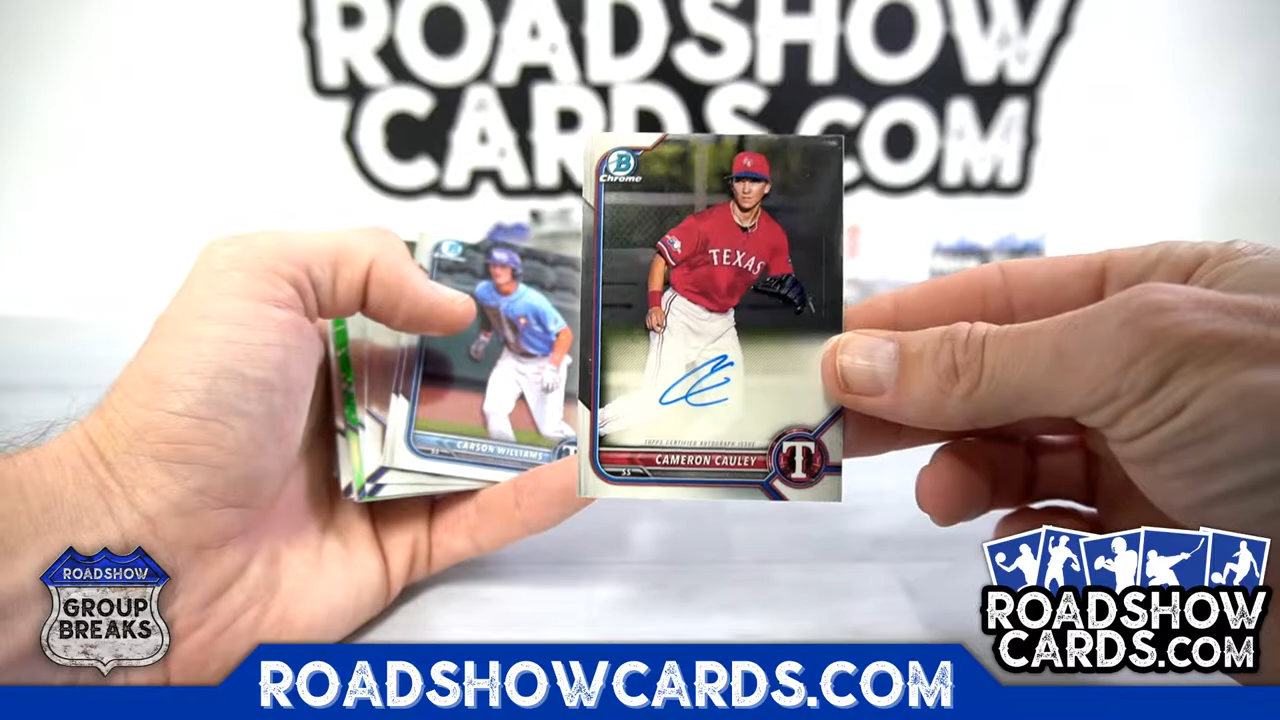 ROADSHOW
CARDS.COM
B
Chrome
TEXAS
TOPPS CERTIFIED AUTOGRAPH ISSUE
CAMERON CAULEY
SS
T
CARSON WILLIAMS
ROADSHOW
GROUP
BREAKS
ROADSHOW
CARDS.COM
ROADSHOWCARDS.COM